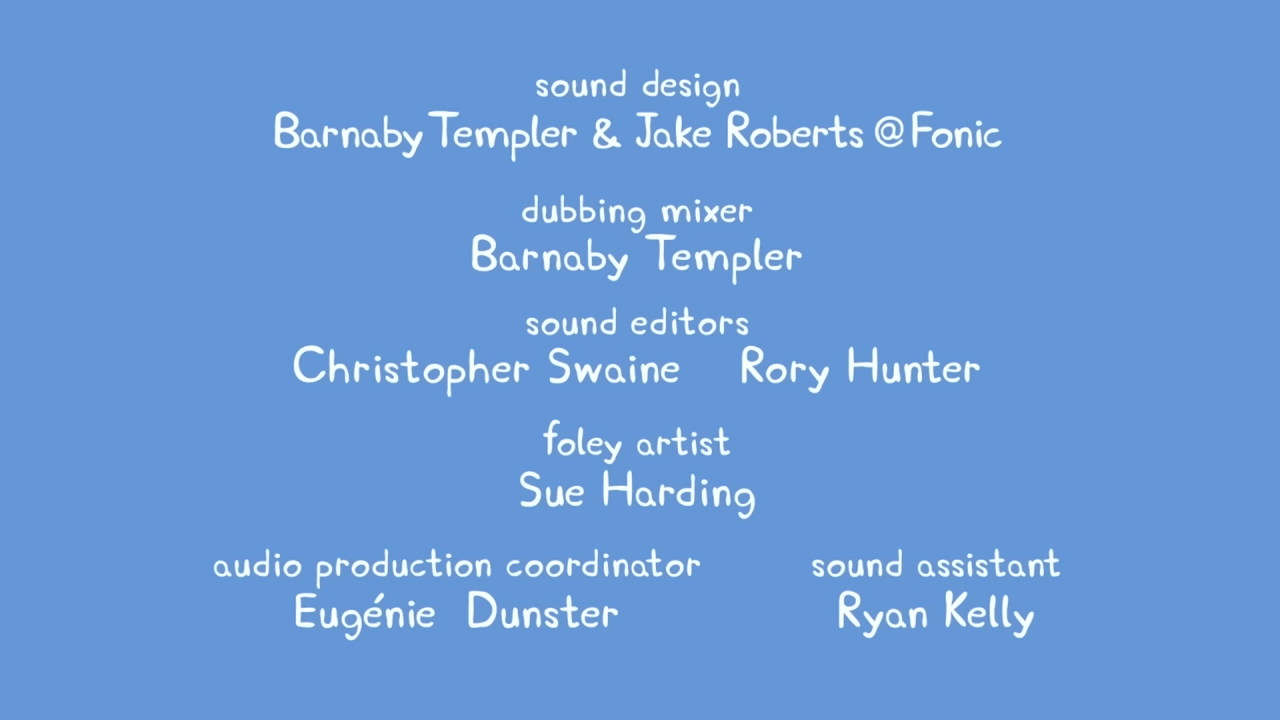 sound design
Barnaby Templer & Jake Roberts @ Fonic
dubbing mixer
Barnaby Templer
sound editors
Christopher Swaine Rory Hunter
foley artist
Sue Harding
audio production coordinator sound assistant
Eugénie Dunster Ryan Kelly